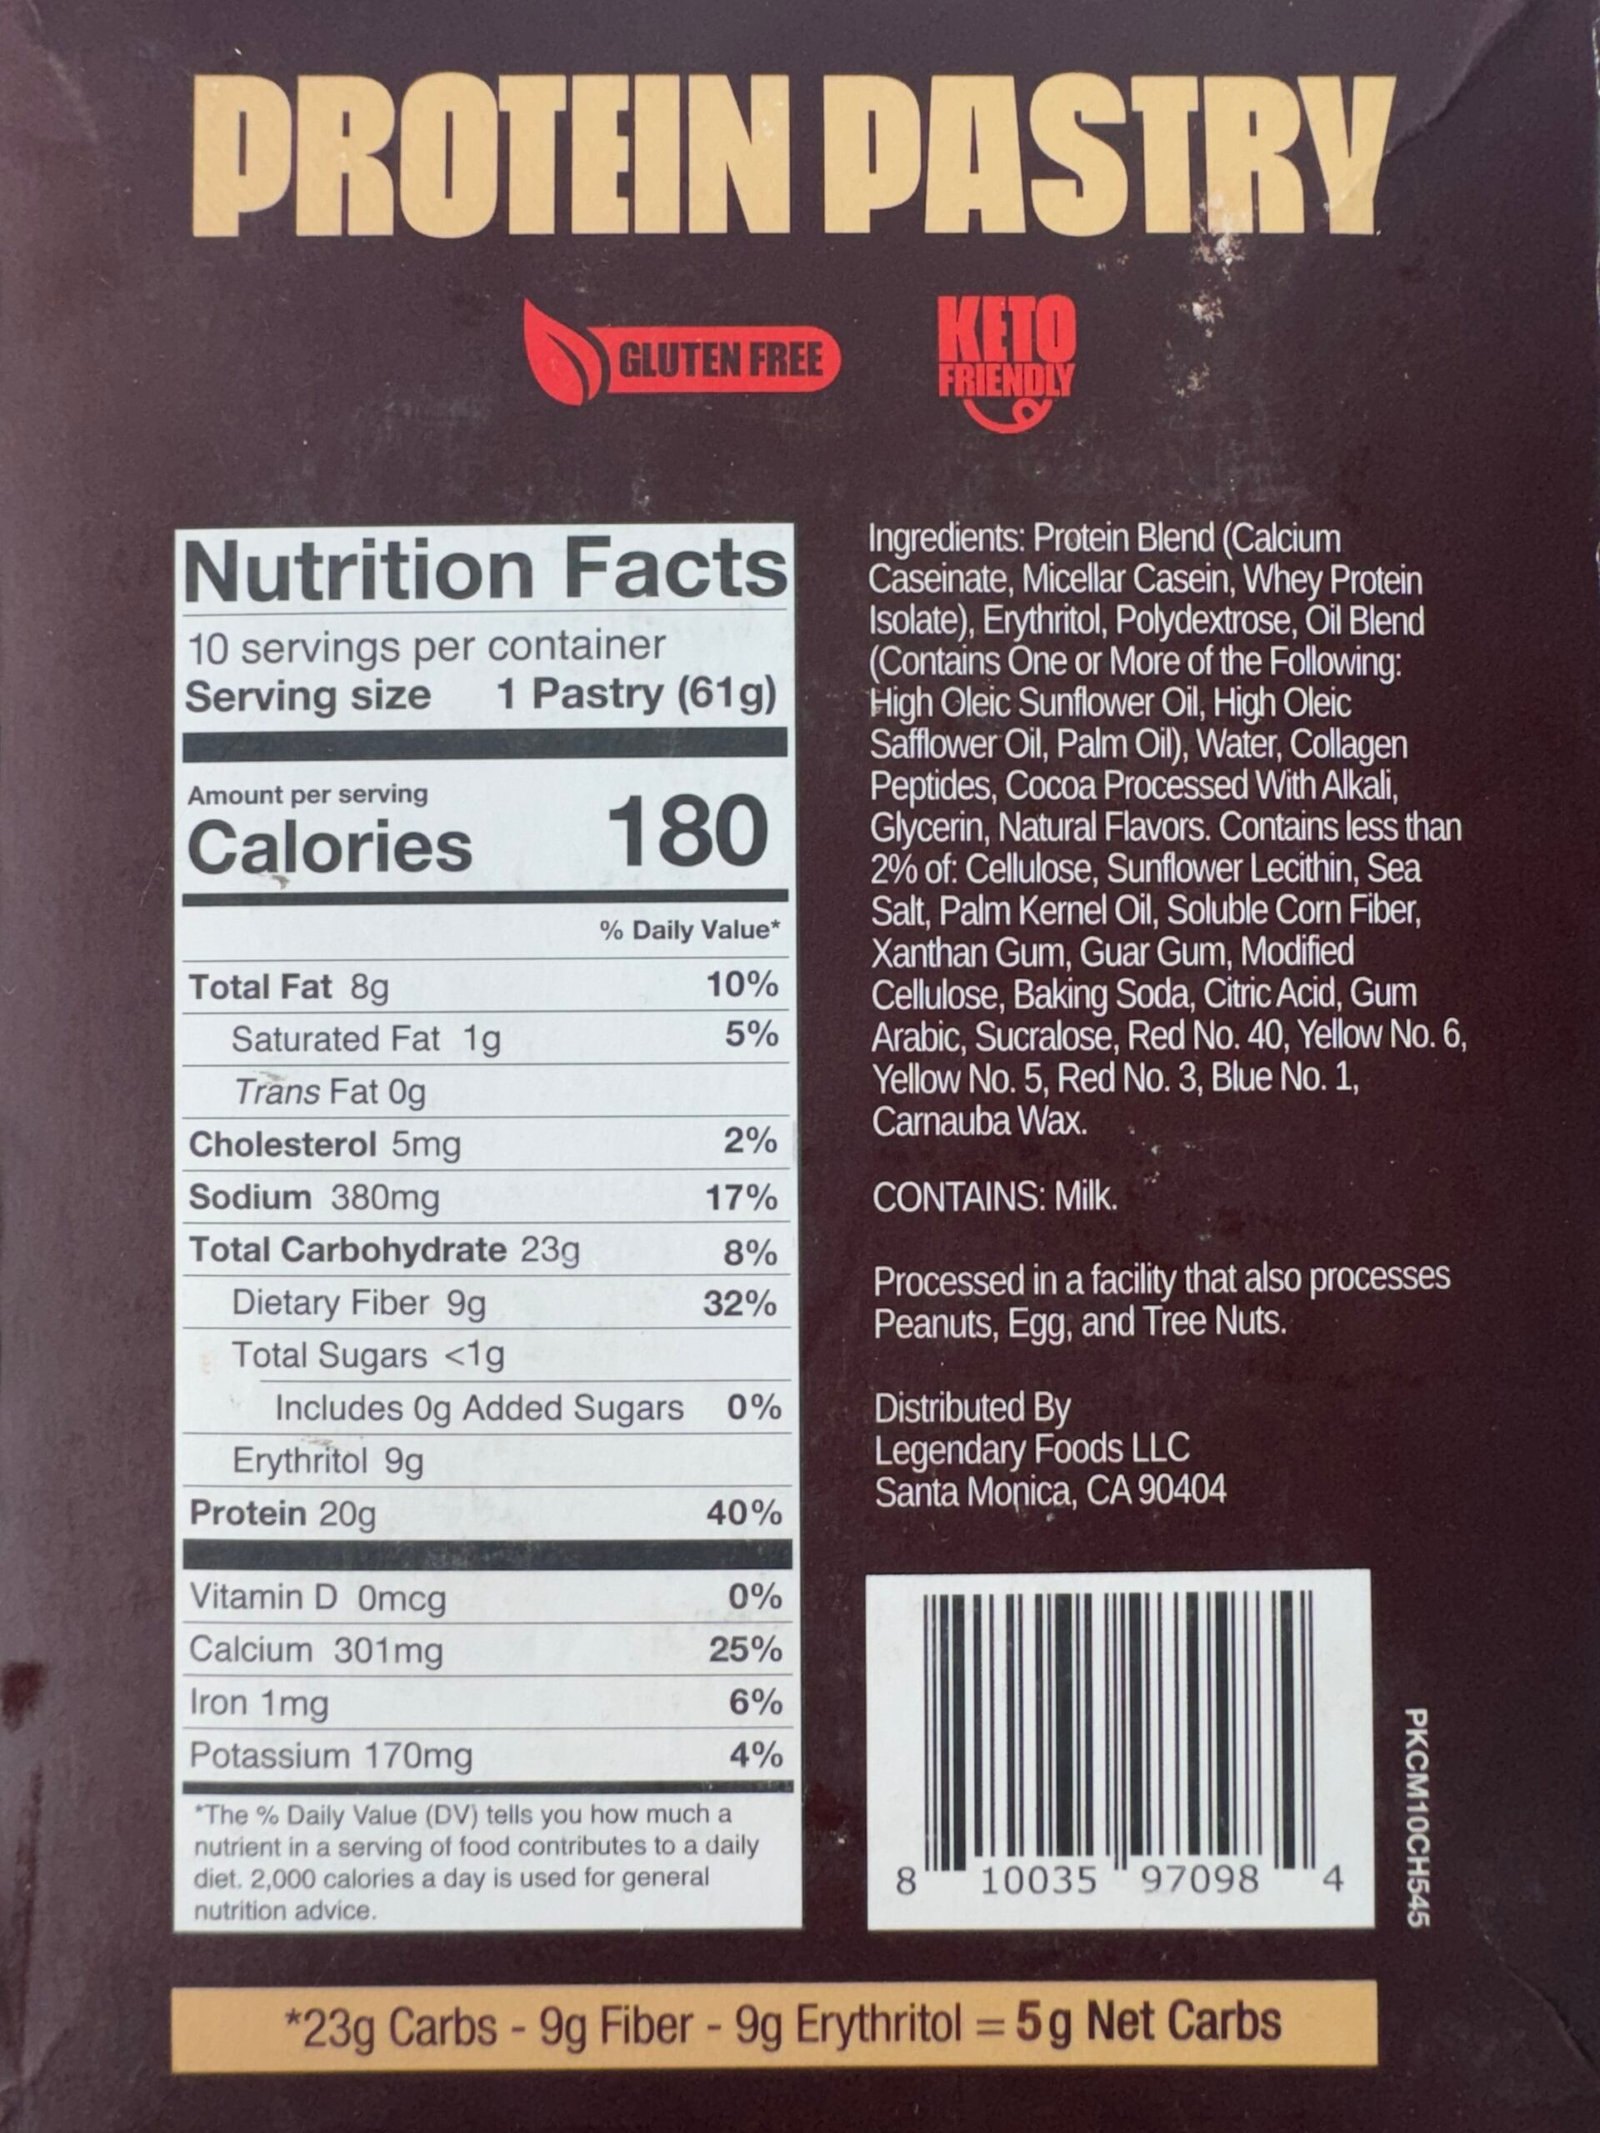 PROTEIN PASTRY
GLUTEN FREE
KETO
FRIENDLY
Nutrition Facts
10 servings per container
Serving size 1 Pastry (61g)
Amount per serving
Calories 180
% Daily Value*
Total Fat 8g 10%
Saturated Fat 1g 5%
Trans Fat 0g
Cholesterol 5mg 2%
Sodium 380mg 17%
Total Carbohydrate 23g 8%
Dietary Fiber 9g 32%
Total Sugars <1g
Includes 0g Added Sugars 0%
Erythritol 9g
Protein 20g 40%
Vitamin D 0mcg 0%
Calcium 301mg 25%
Iron 1mg 6%
Potassium 170mg 4%
*The % Daily Value (DV) tells you how much a
nutrient in a serving of food contributes to a daily
diet. 2,000 calories a day is used for general
nutrition advice.
Ingredients: Protein Blend (Calcium
Caseinate, Micellar Casein, Whey Protein
Isolate), Erythritol, Polydextrose, Oil Blend
(Contains One or More of the Following:
High Oleic Sunflower Oil, High Oleic
Safflower Oil, Palm Oil), Water, Collagen
Peptides, Cocoa Processed With Alkali,
Glycerin, Natural Flavors. Contains less than
2% of: Cellulose, Sunflower Lecithin, Sea
Salt, Palm Kernel Oil, Soluble Corn Fiber,
Xanthan Gum, Guar Gum, Modified
Cellulose, Baking Soda, Citric Acid, Gum
Arabic, Sucralose, Red No. 40, Yellow No. 6,
Yellow No. 5, Red No. 3, Blue No. 1,
Carnauba Wax.
CONTAINS: Milk.
Processed in a facility that also processes
Peanuts, Egg, and Tree Nuts.
Distributed By
Legendary Foods LLC
Santa Monica, CA 90404
8 10035 97098 4
PKCM10CH545
*23g Carbs - 9g Fiber - 9g Erythritol = 5g Net Carbs